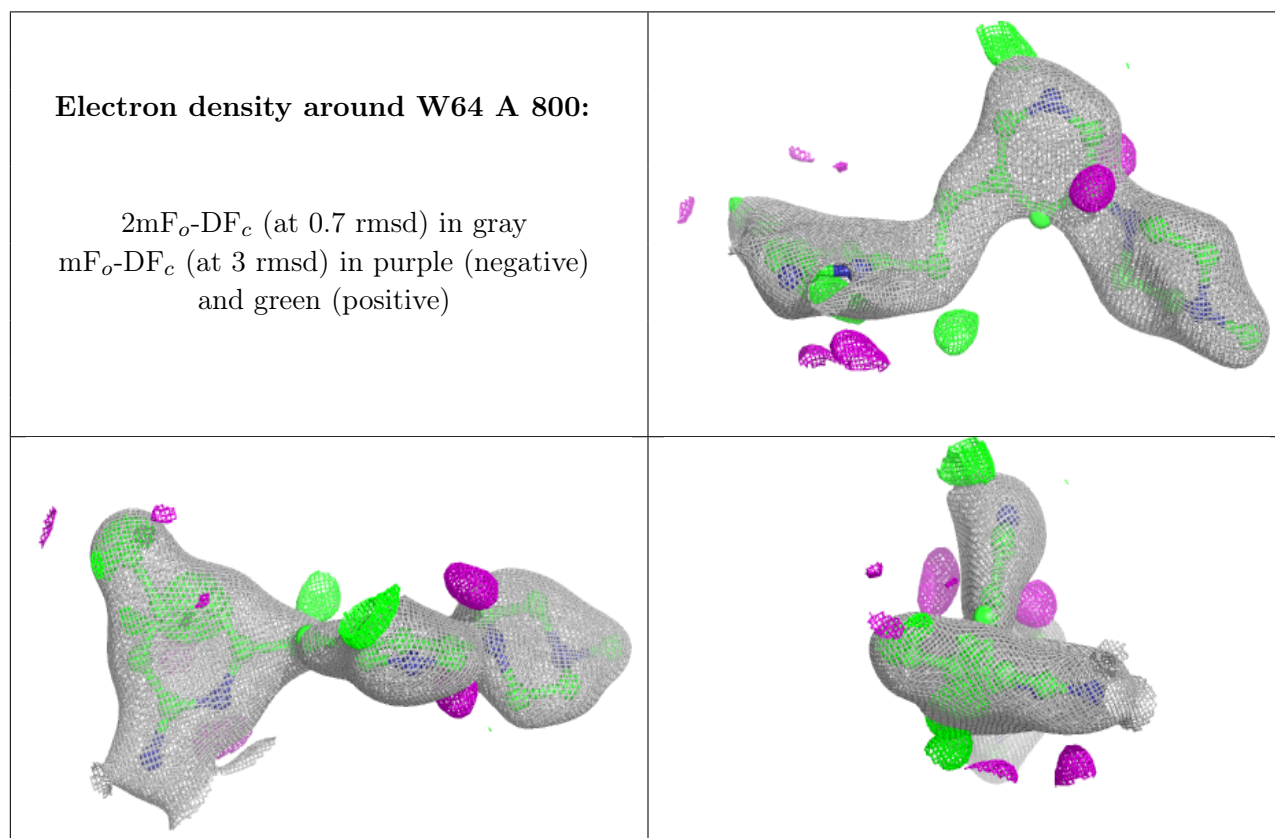 Electron density around W64 A 800:
2mFo-DFc (at 0.7 rmsd) in gray
mFo-DFc (at 3 rmsd) in purple (negative)
and green (positive)